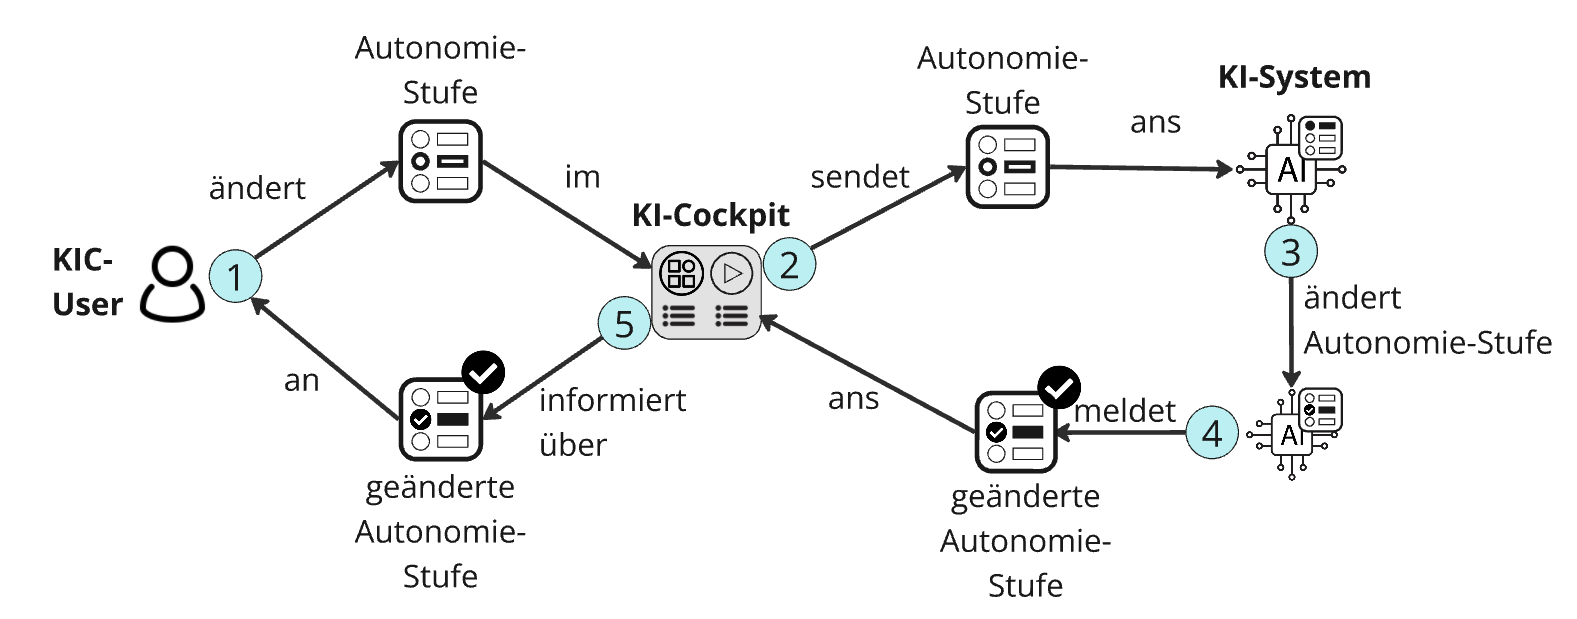 Autonomie-
Stufe
ändert
im
KIC-
User
1
KI-Cockpit
2
sendet
Autonomie-
Stufe
ans
KI-System
AI
3
ändert
Autonomie-Stufe
AI
4
meldet
geänderte
Autonomie-
Stufe
ans
5
informiert
über
geänderte
Autonomie-
Stufe
an